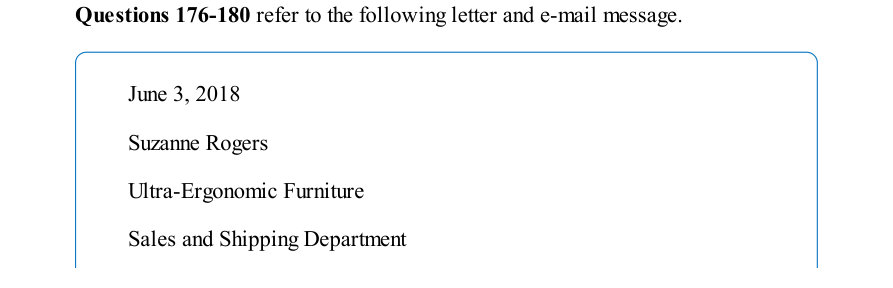 Questions 176-180 refer to the following letter and e-mail message.
June 3, 2018
Suzanne Rogers
Ultra-Ergonomic Furniture
Sales and Shipping Department